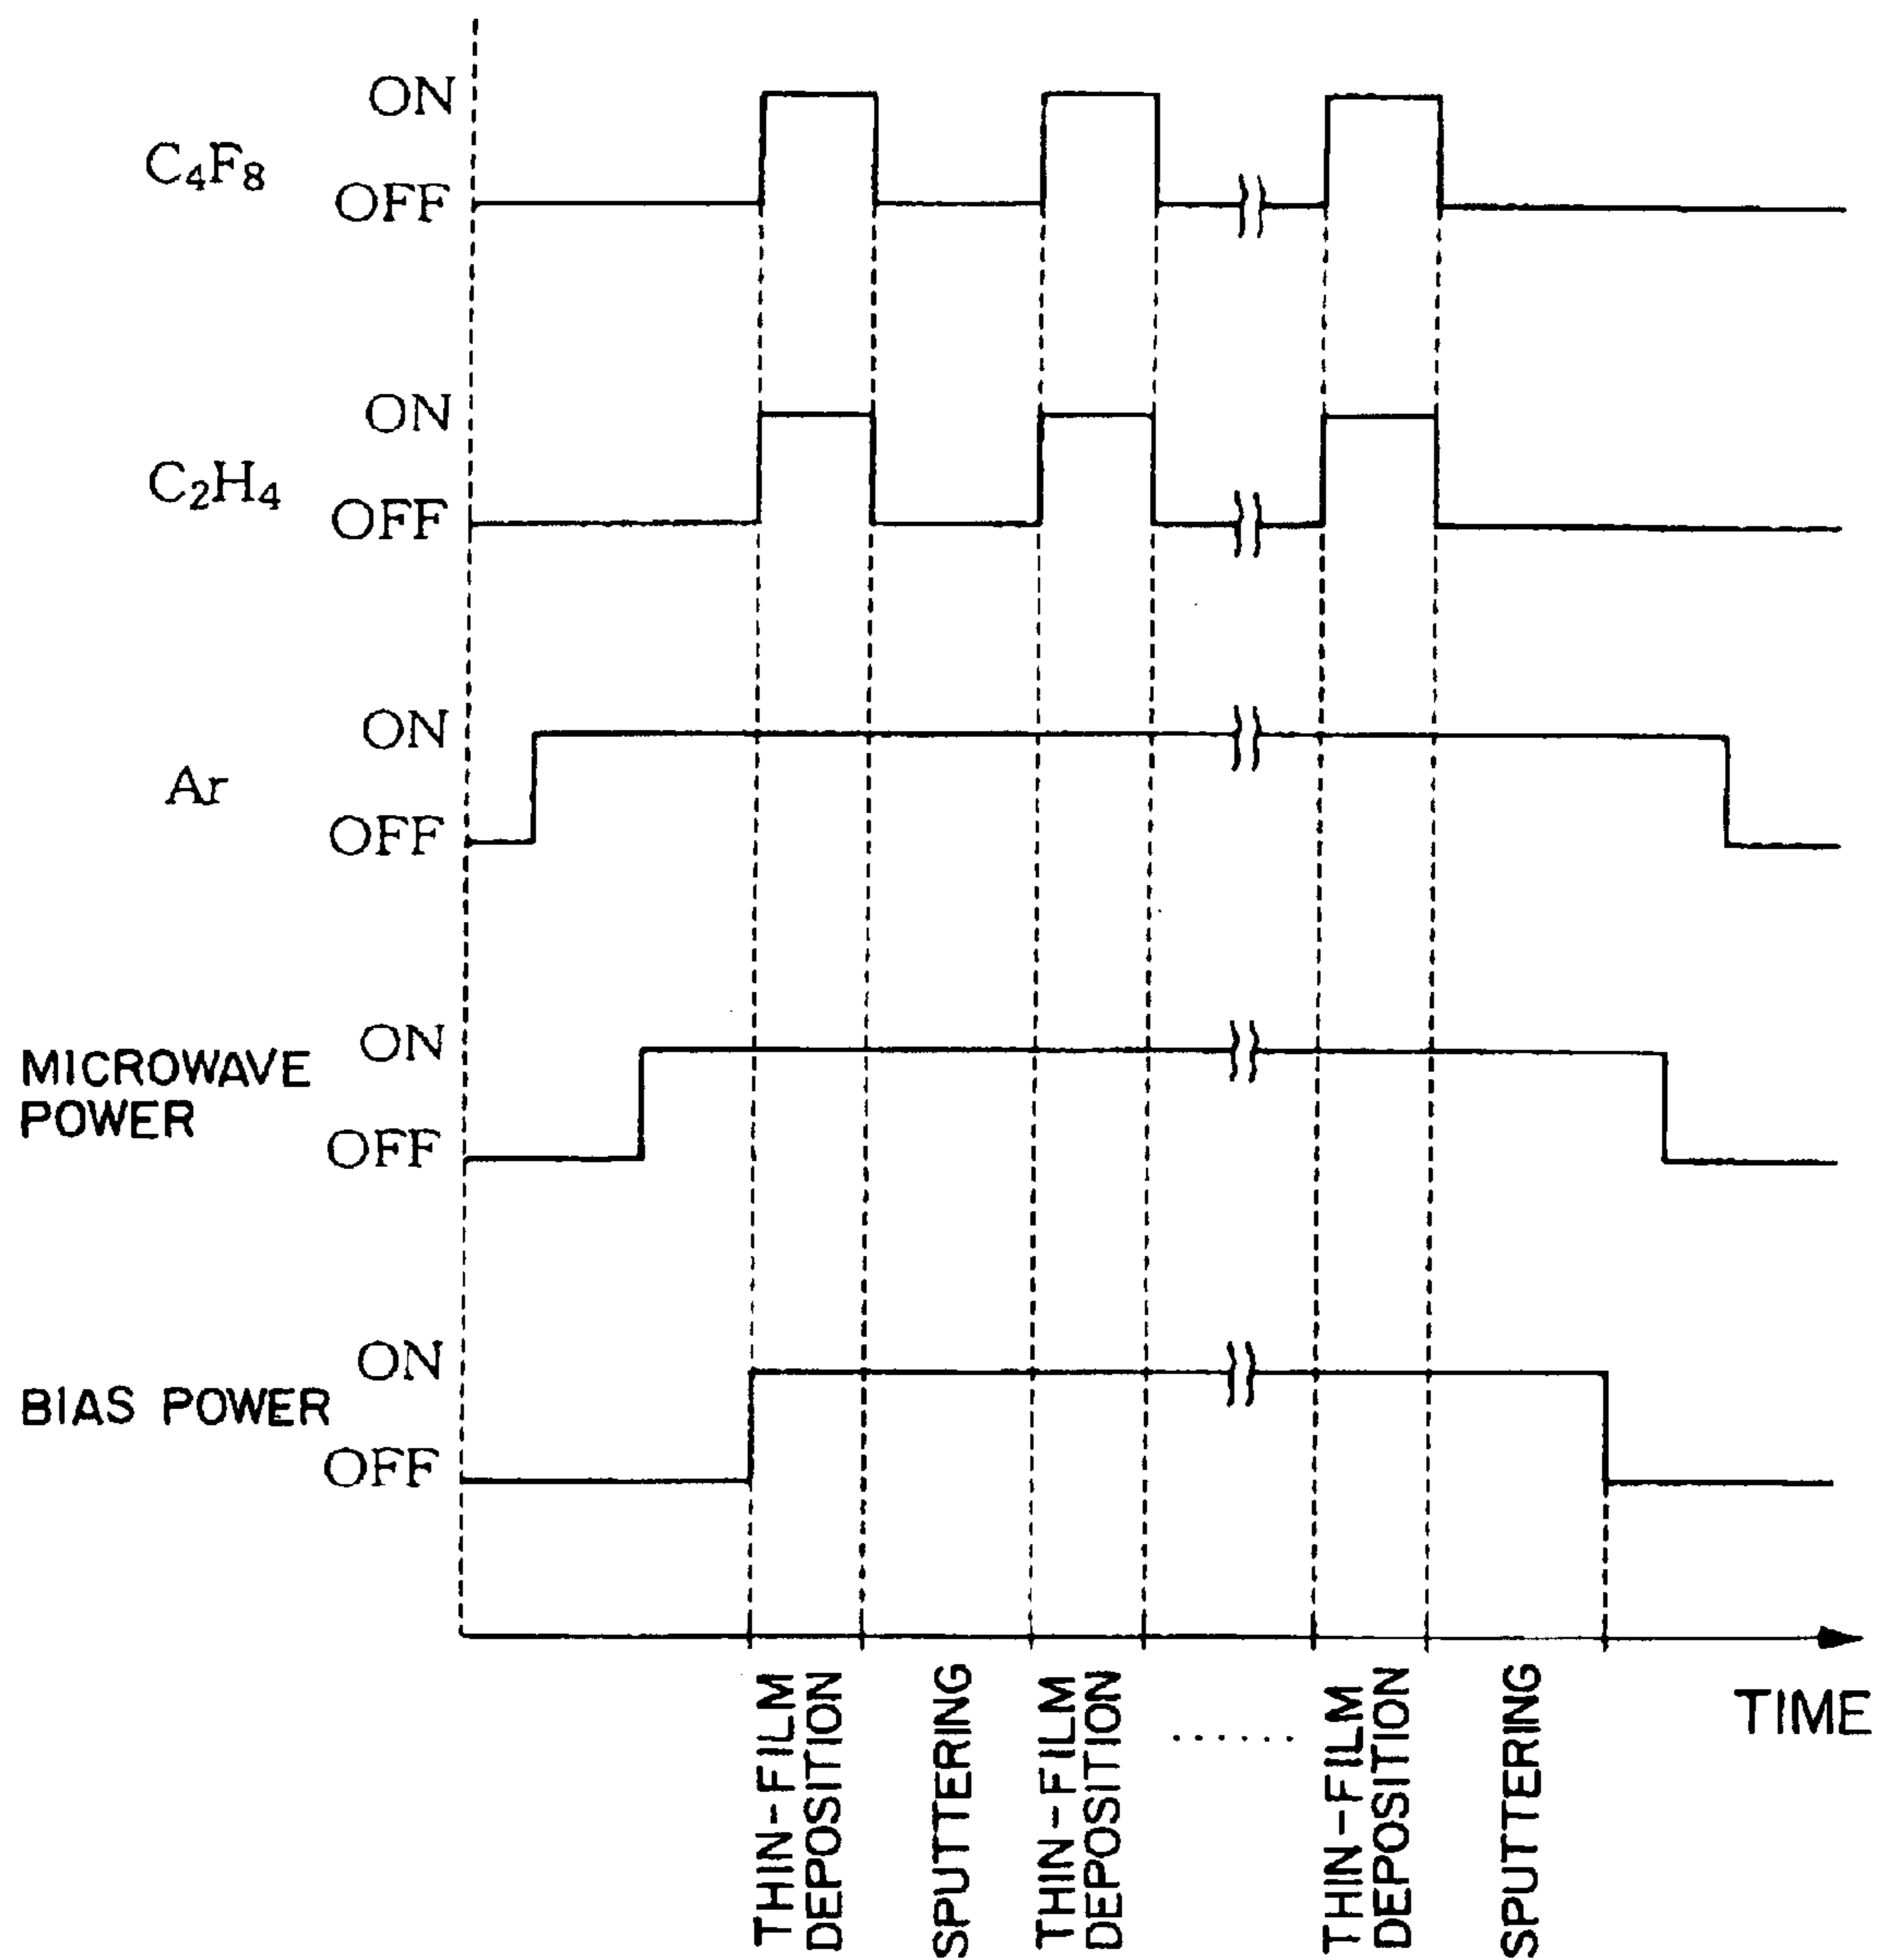 ON
C₄F₈
OFF
ON
C₂H₄
OFF
ON
Ar
OFF
ON
MICROWAVE
POWER
OFF
ON
BIAS POWER
OFF
THIN-FILM
DEPOSITION
SPUTTERING
THIN-FILM
DEPOSITION
......
THIN-FILM
DEPOSITION
SPUTTERING
TIME